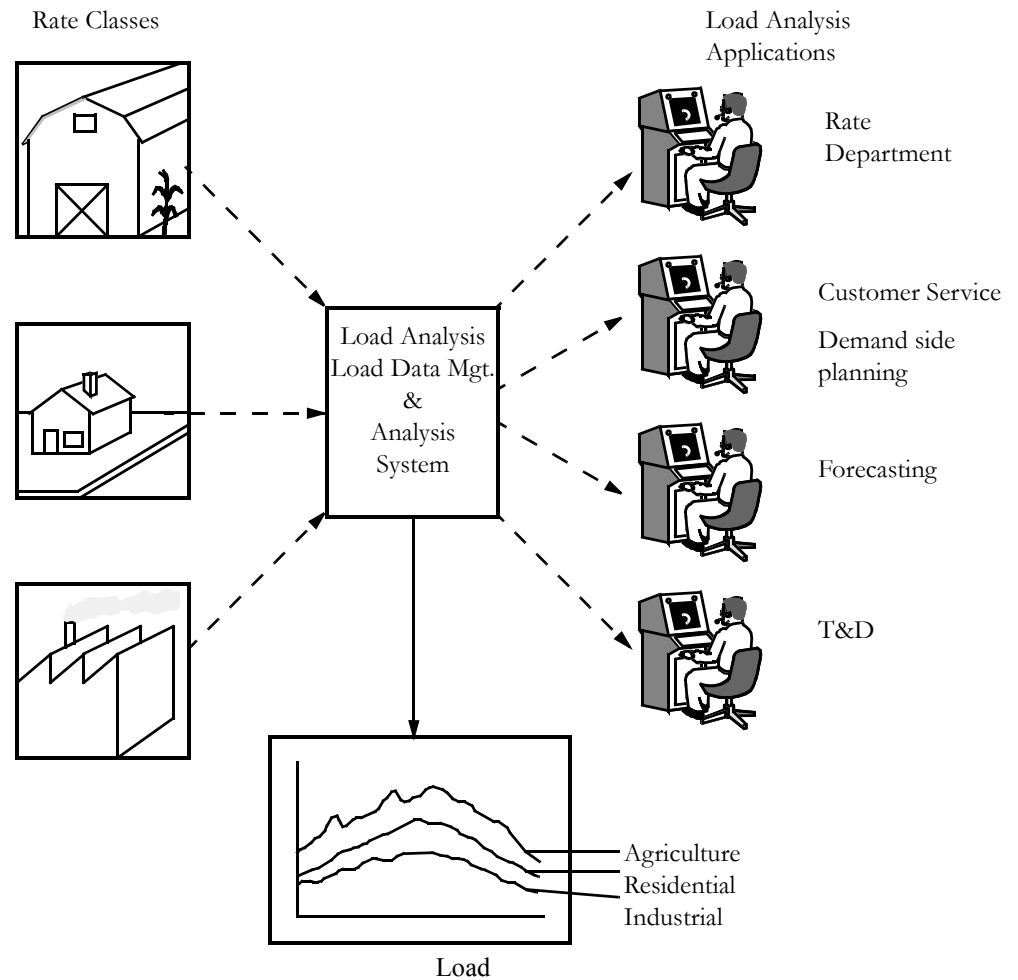 Rate Classes
Load Analysis
Applications
Rate
Department
Customer Service
Demand side
planning
Forecasting
T&D
Load Analysis
Load Data Mgt.
&
Analysis
System
Agriculture
Residential
Industrial
Load